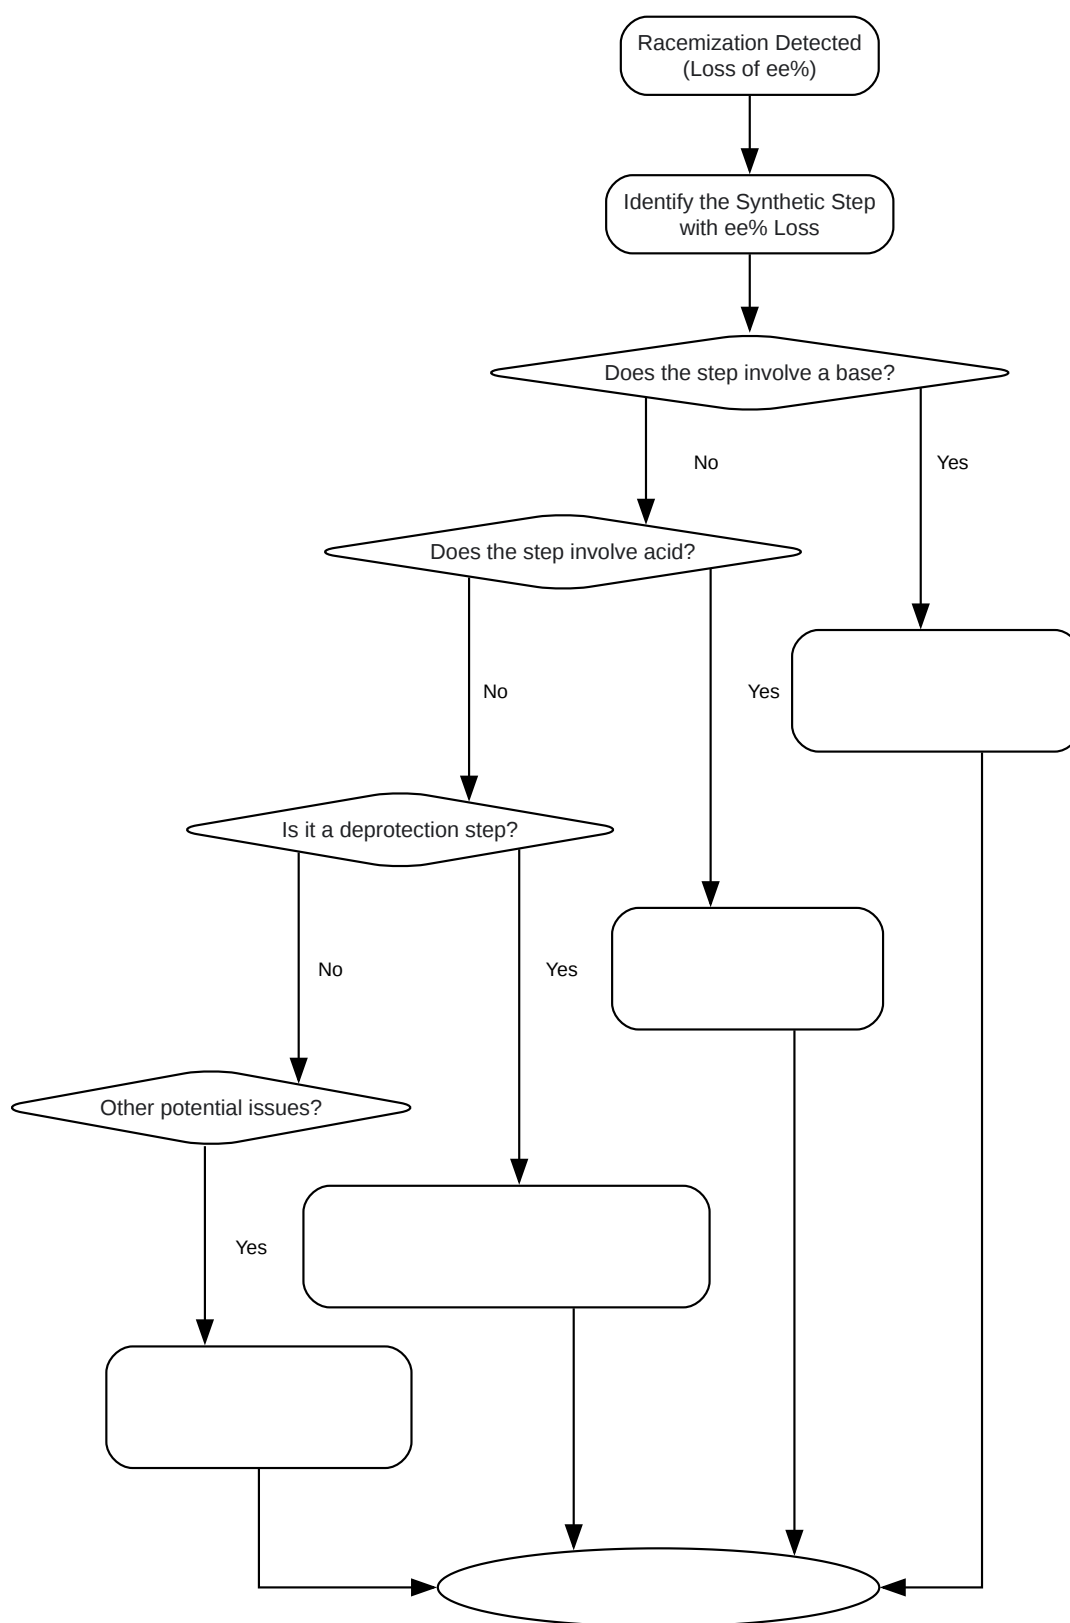 Racemization Detected
(Loss of ee%)
Identify the Synthetic Step
with ee% Loss
Does the step involve a base?
No
Yes
Does the step involve acid?
No
Yes
Is it a deprotection step?
No
Yes
Other potential issues?
Yes